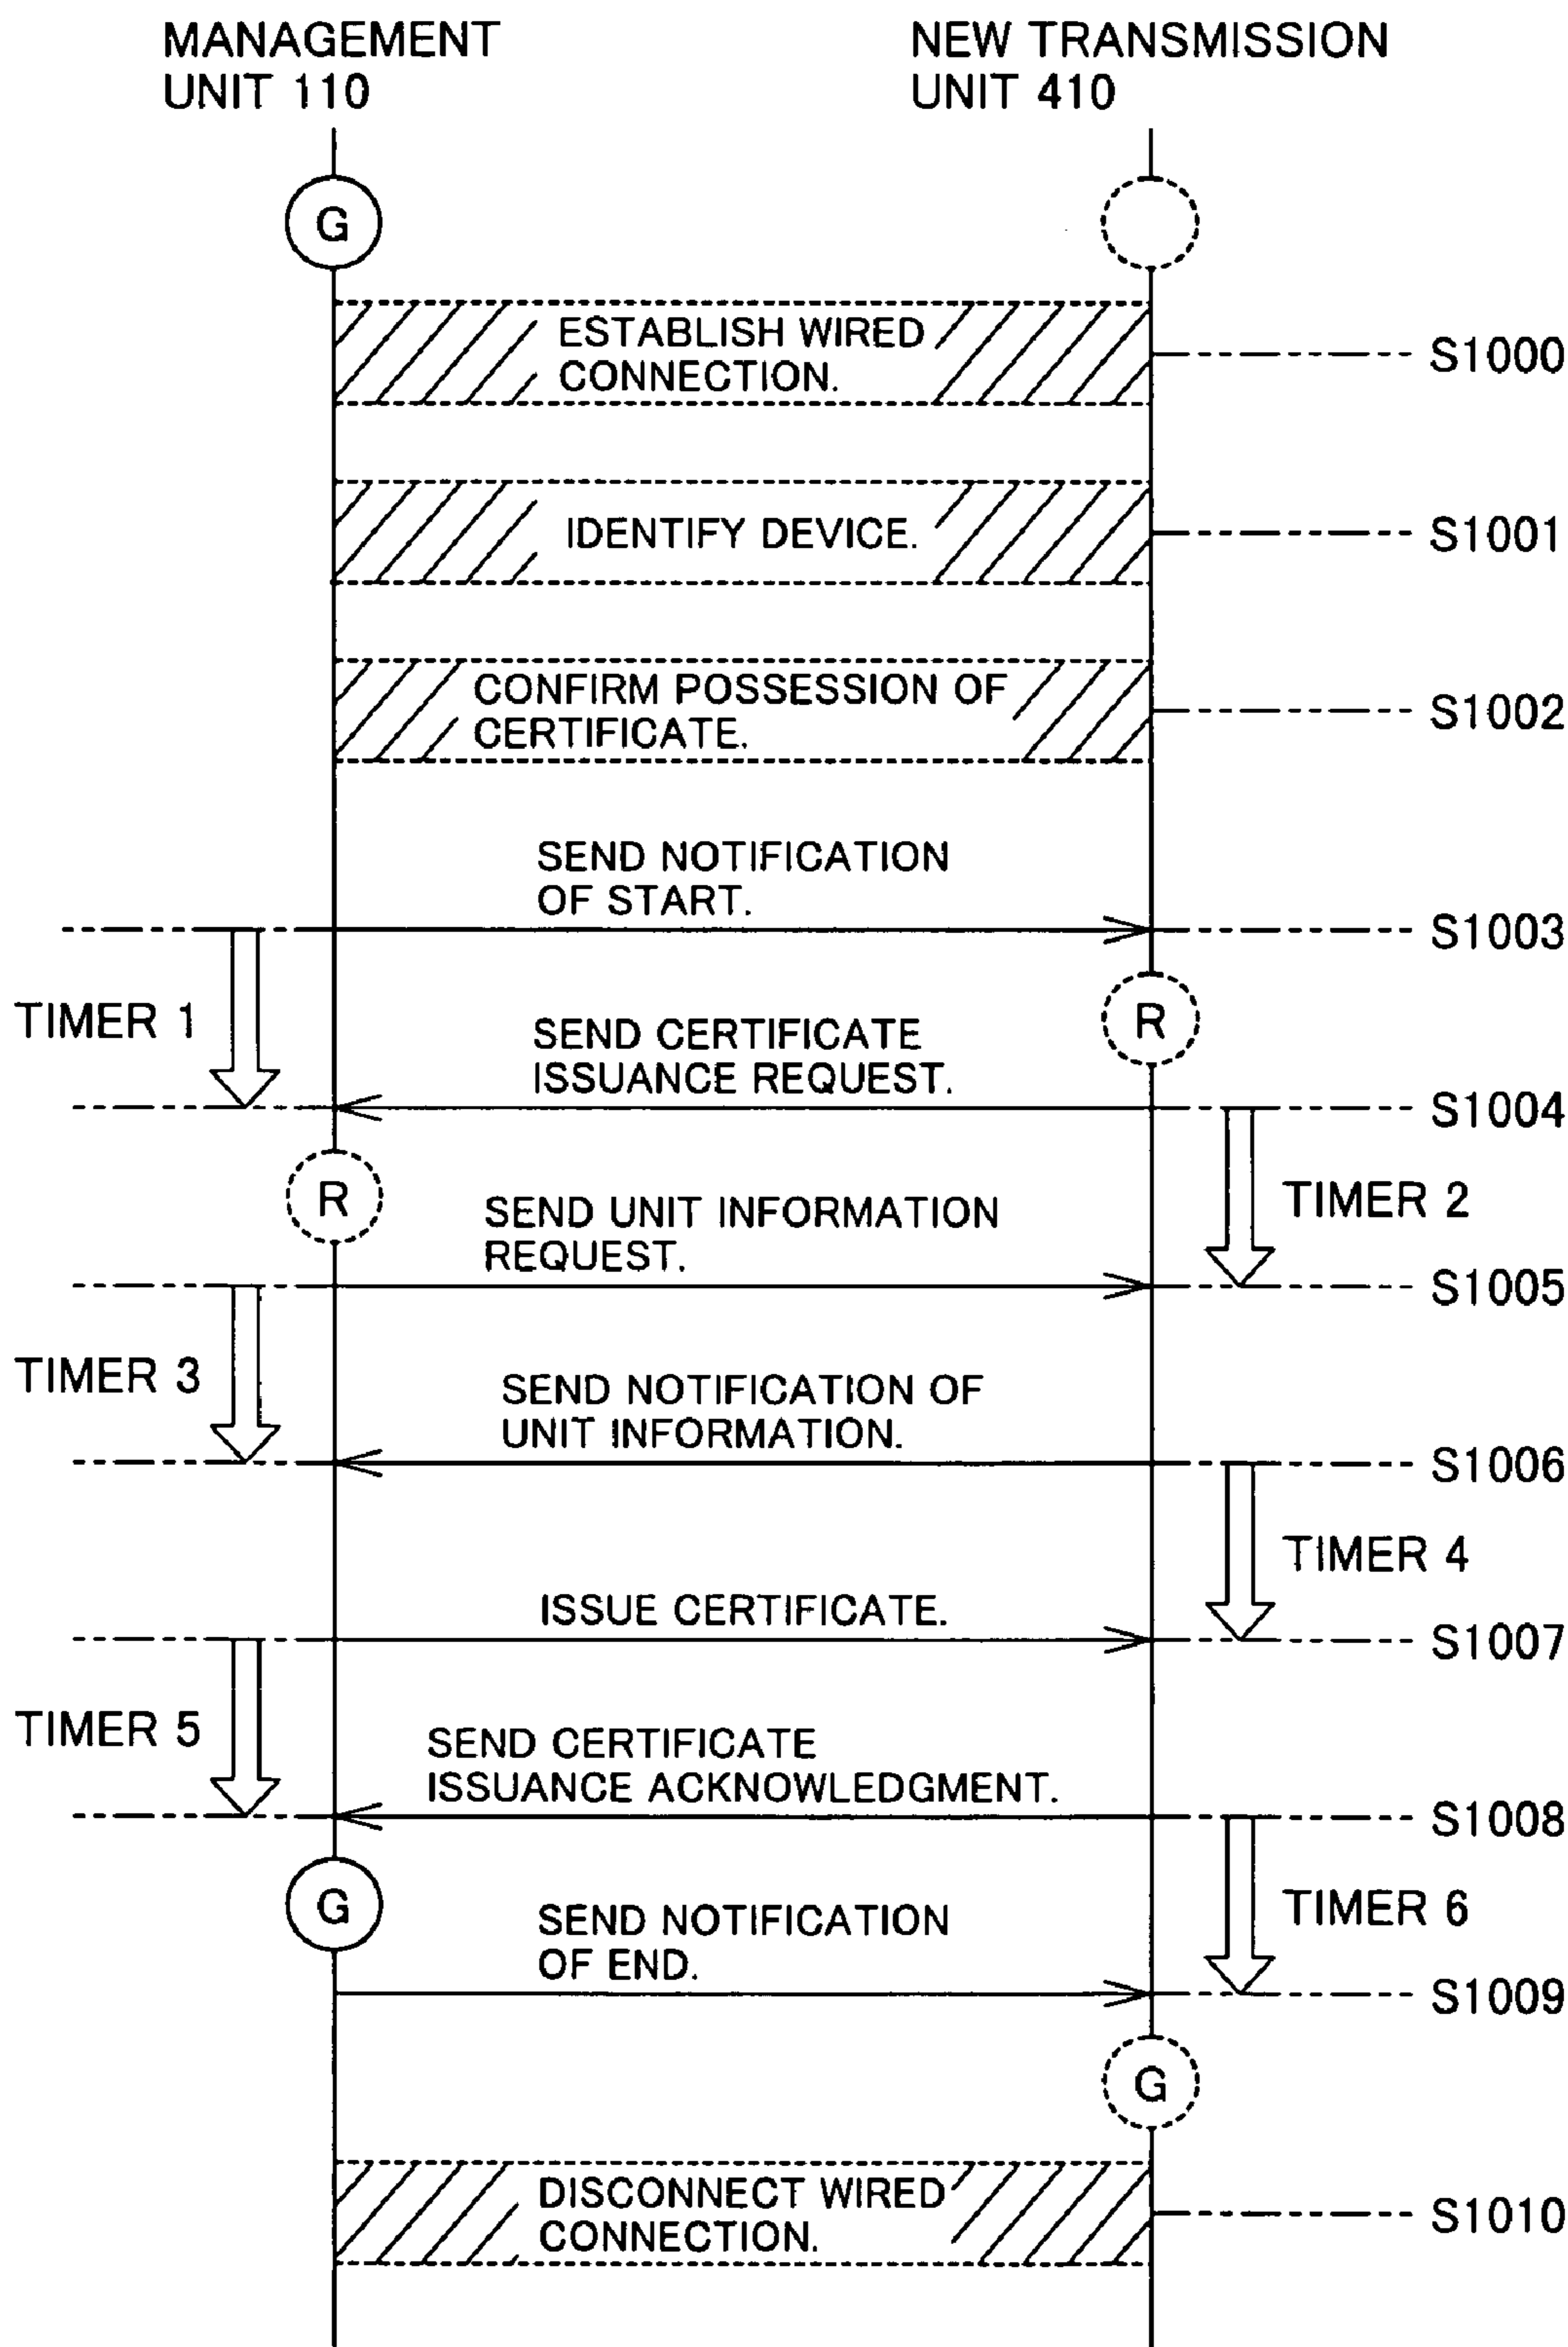 MANAGEMENT
UNIT 110
NEW TRANSMISSION
UNIT 410
G
ESTABLISH WIRED
CONNECTION.
S1000
IDENTIFY DEVICE.
S1001
CONFIRM POSSESSION OF
CERTIFICATE.
S1002
SEND NOTIFICATION
OF START.
S1003
TIMER 1
R
SEND CERTIFICATE
ISSUANCE REQUEST.
S1004
R
TIMER 2
SEND UNIT INFORMATION
REQUEST.
S1005
TIMER 3
SEND NOTIFICATION OF
UNIT INFORMATION.
S1006
TIMER 4
ISSUE CERTIFICATE.
S1007
TIMER 5
SEND CERTIFICATE
ISSUANCE ACKNOWLEDGMENT.
S1008
G
TIMER 6
SEND NOTIFICATION
OF END.
S1009
G
DISCONNECT WIRED
CONNECTION.
S1010